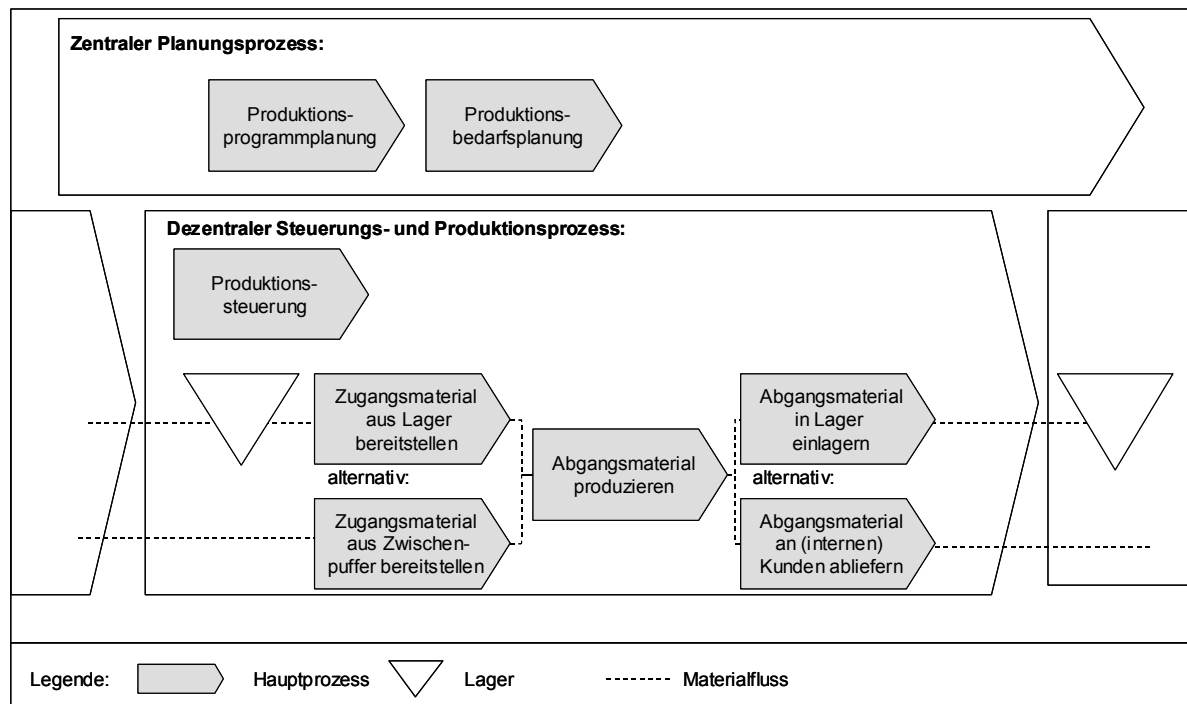 Zentraler Planungsprozess:
Produktions-
programmplanung
Produktions-
bedarfsplanung
Dezentraler Steuerungs- und Produktionsprozess:
Produktions-
steuerung
Zugangsmaterial
aus Lager
bereitstellen
alternativ:
Zugangsmaterial
aus Zwischen-
puffer bereitstellen
Abgangsmaterial
produzieren
Abgangsmaterial
in Lager
einlagern
alternativ:
Abgangsmaterial
an (internen)
Kunden abliefern
Legende:
Hauptprozess
Lager
Materialfluss